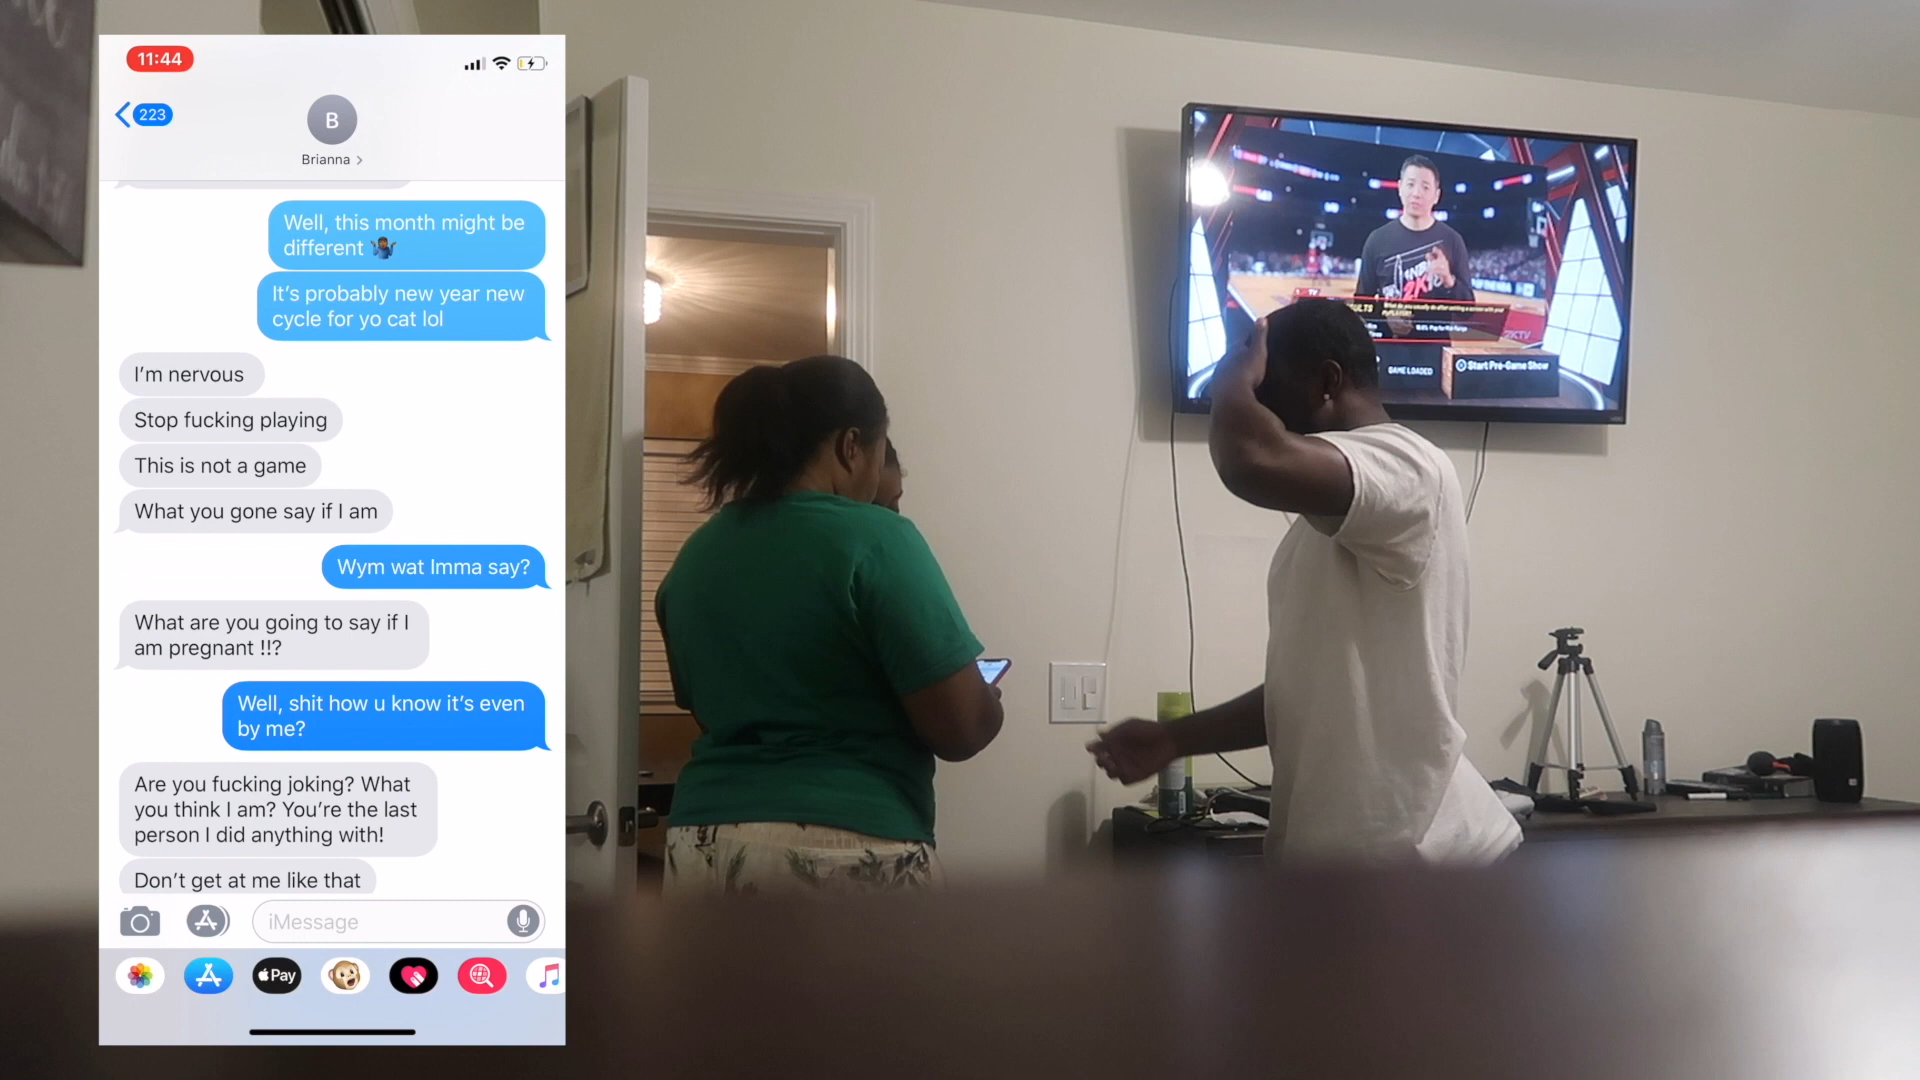 11:44
223
B
Brianna >
Well, this month might be
different 🤷🏾‍♂️
It's probably new year new
cycle for yo cat lol
I'm nervous
Stop fucking playing
This is not a game
What you gone say if I am
Wym wat Imma say?
What are you going to say if I
am pregnant !!?
Well, shit how u know it's even
by me?
Are you fucking joking? What
you think I am? You're the last
person I did anything with!
Don't get at me like that
iMessage
Pay
2KTV
GAME LOADED
Start Pre-Game Show